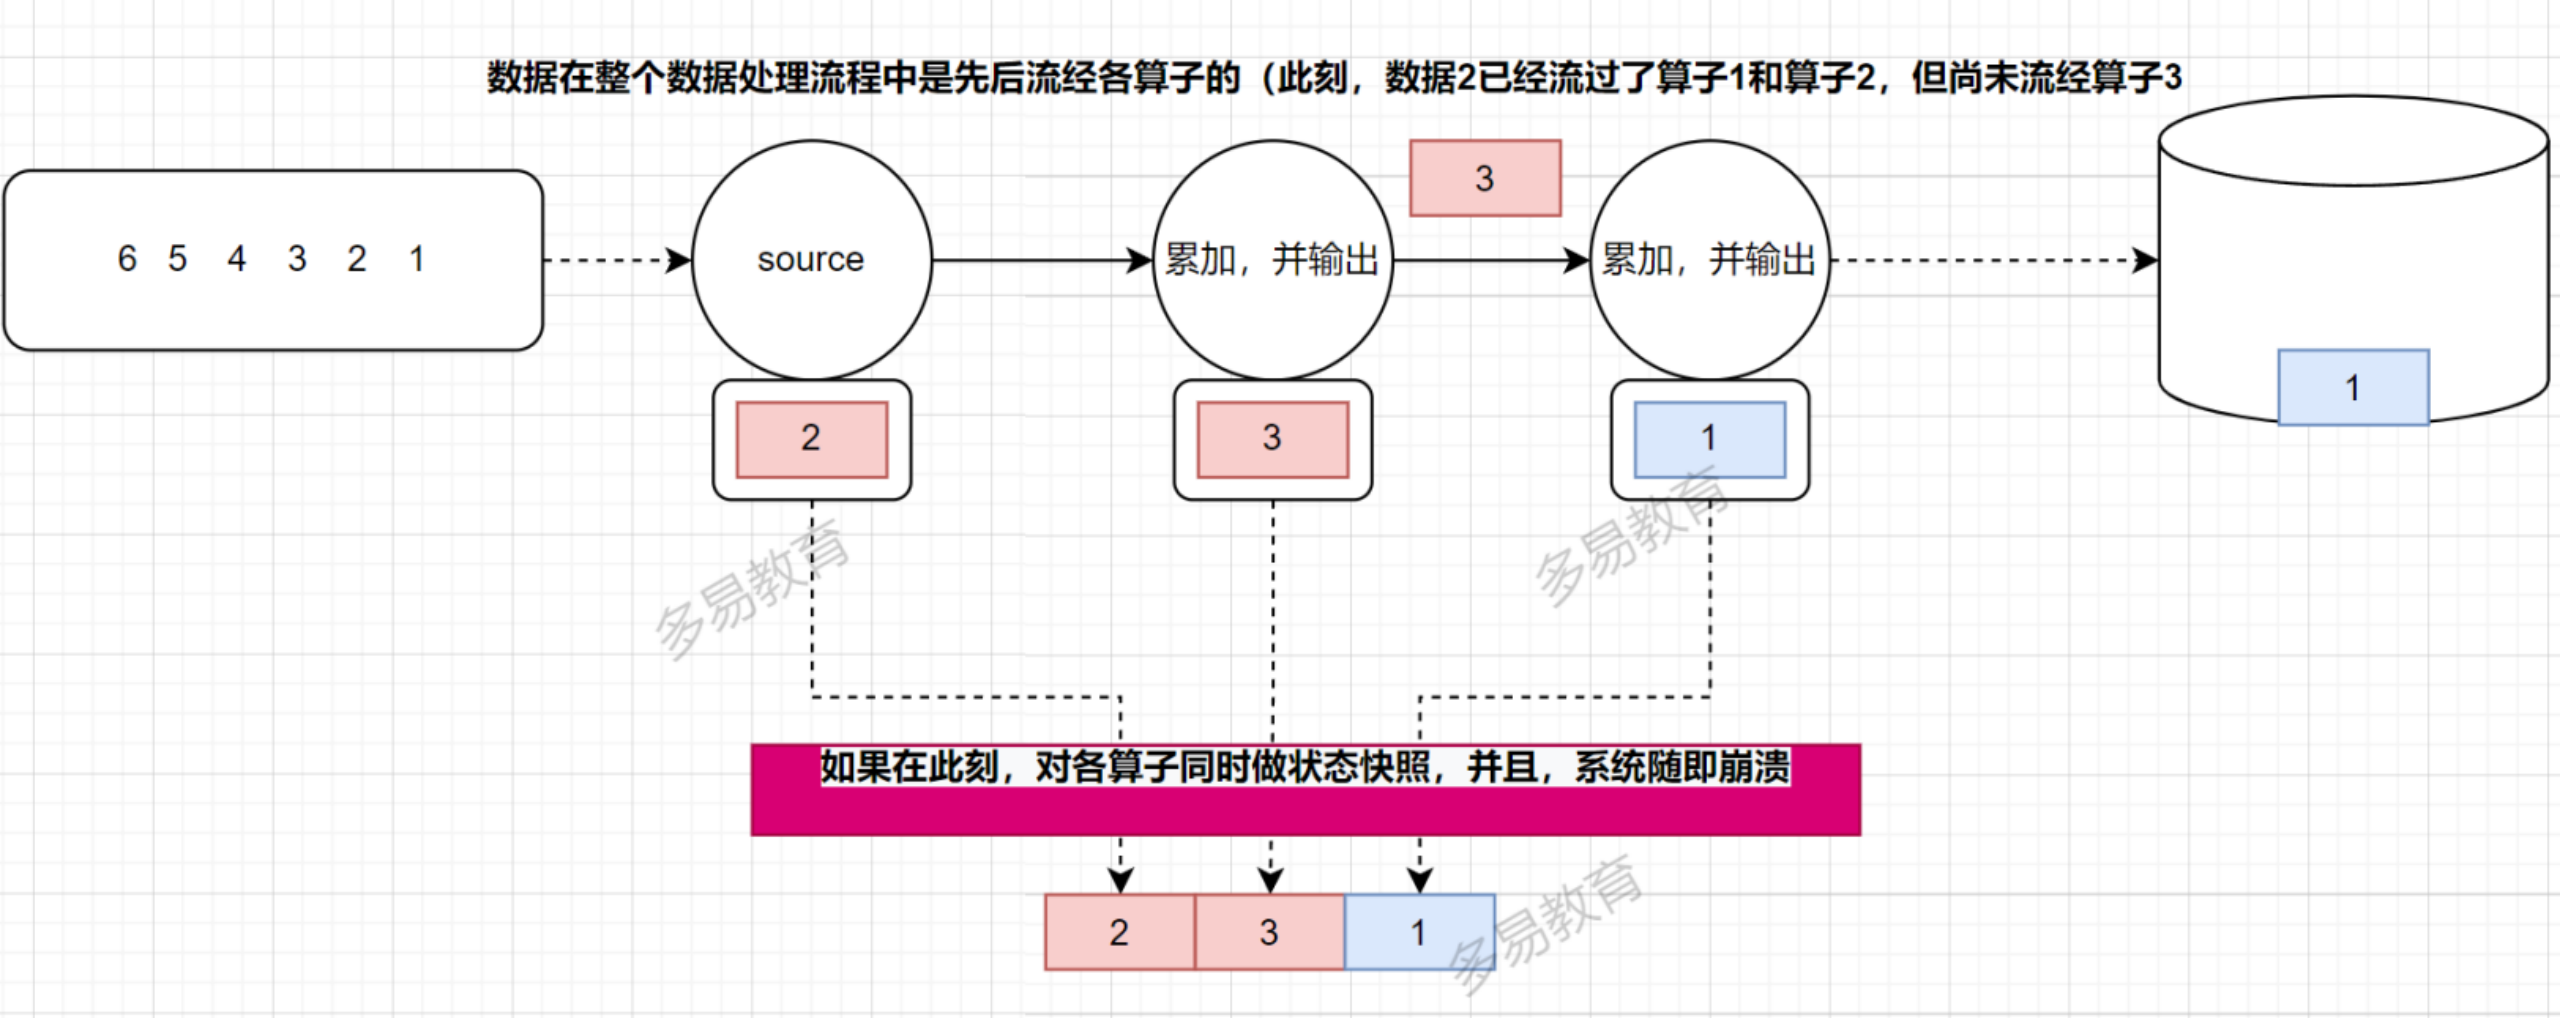 数据在整个数据处理流程中是先后流经各算子的（此刻，数据2已经流过了算子1和算子2，但尚未流经算子3
3
6 5 4 3 2 1
source
累加，并输出
累加，并输出
1
2
3
1
多易教育
多易教育
如果在此刻，对各算子同时做状态快照，并且，系统随即崩溃
2
3
1
多易教育